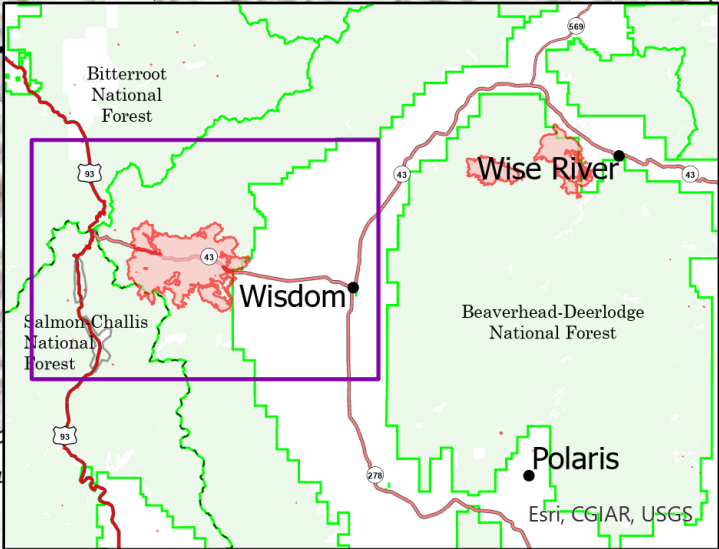 569
Bitterroot
National
Forest
93
43
Wise River
43
43
Wisdom
Salmon-Challis
National
Forest
Beaverhead-Deerlodge
National Forest
93
278
Polaris
Esri, CGIAR, USGS